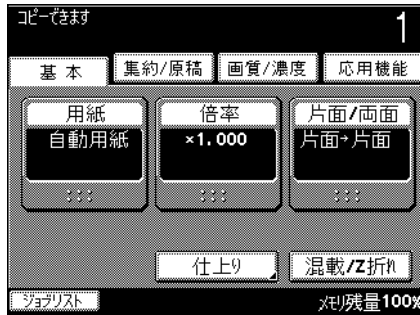 コピーできます
1
基本 集約/原稿 画質/濃度 応用機能
用紙 倍率 片面/両面
自動用紙 ×1.000 片面→片面
仕上り 混載/Z折れ
ジョブリスト メモリ残量100%